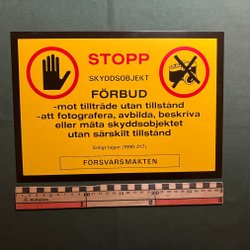 STOPP
SKYDDSOBJEKT
FÖRBUD
-mot tillträde utan tillstånd
-att fotografera, avbilda, beskriva
eller mäta skyddsobjektet
utan särskilt tillstånd
Enligt lagen (1990:217)
FÖRSVARSMAKTEN